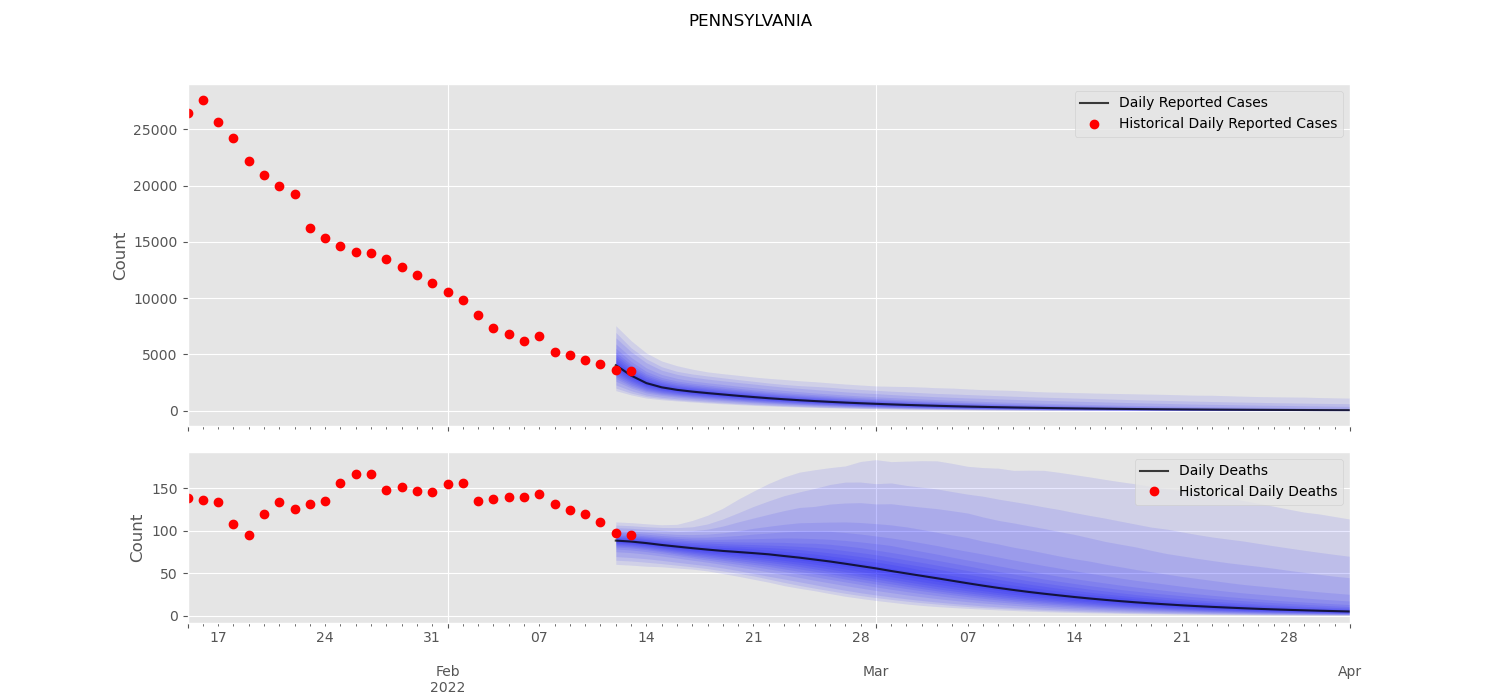 PENNSYLVANIA
Daily Reported Cases
Historical Daily Reported Cases
25000
20000
15000
10000
5000
0
Count
Daily Deaths
Historical Daily Deaths
150
100
50
0
Count
17 24 31 07 14 21 28 07 14 21 28
Feb Mar Apr
2022